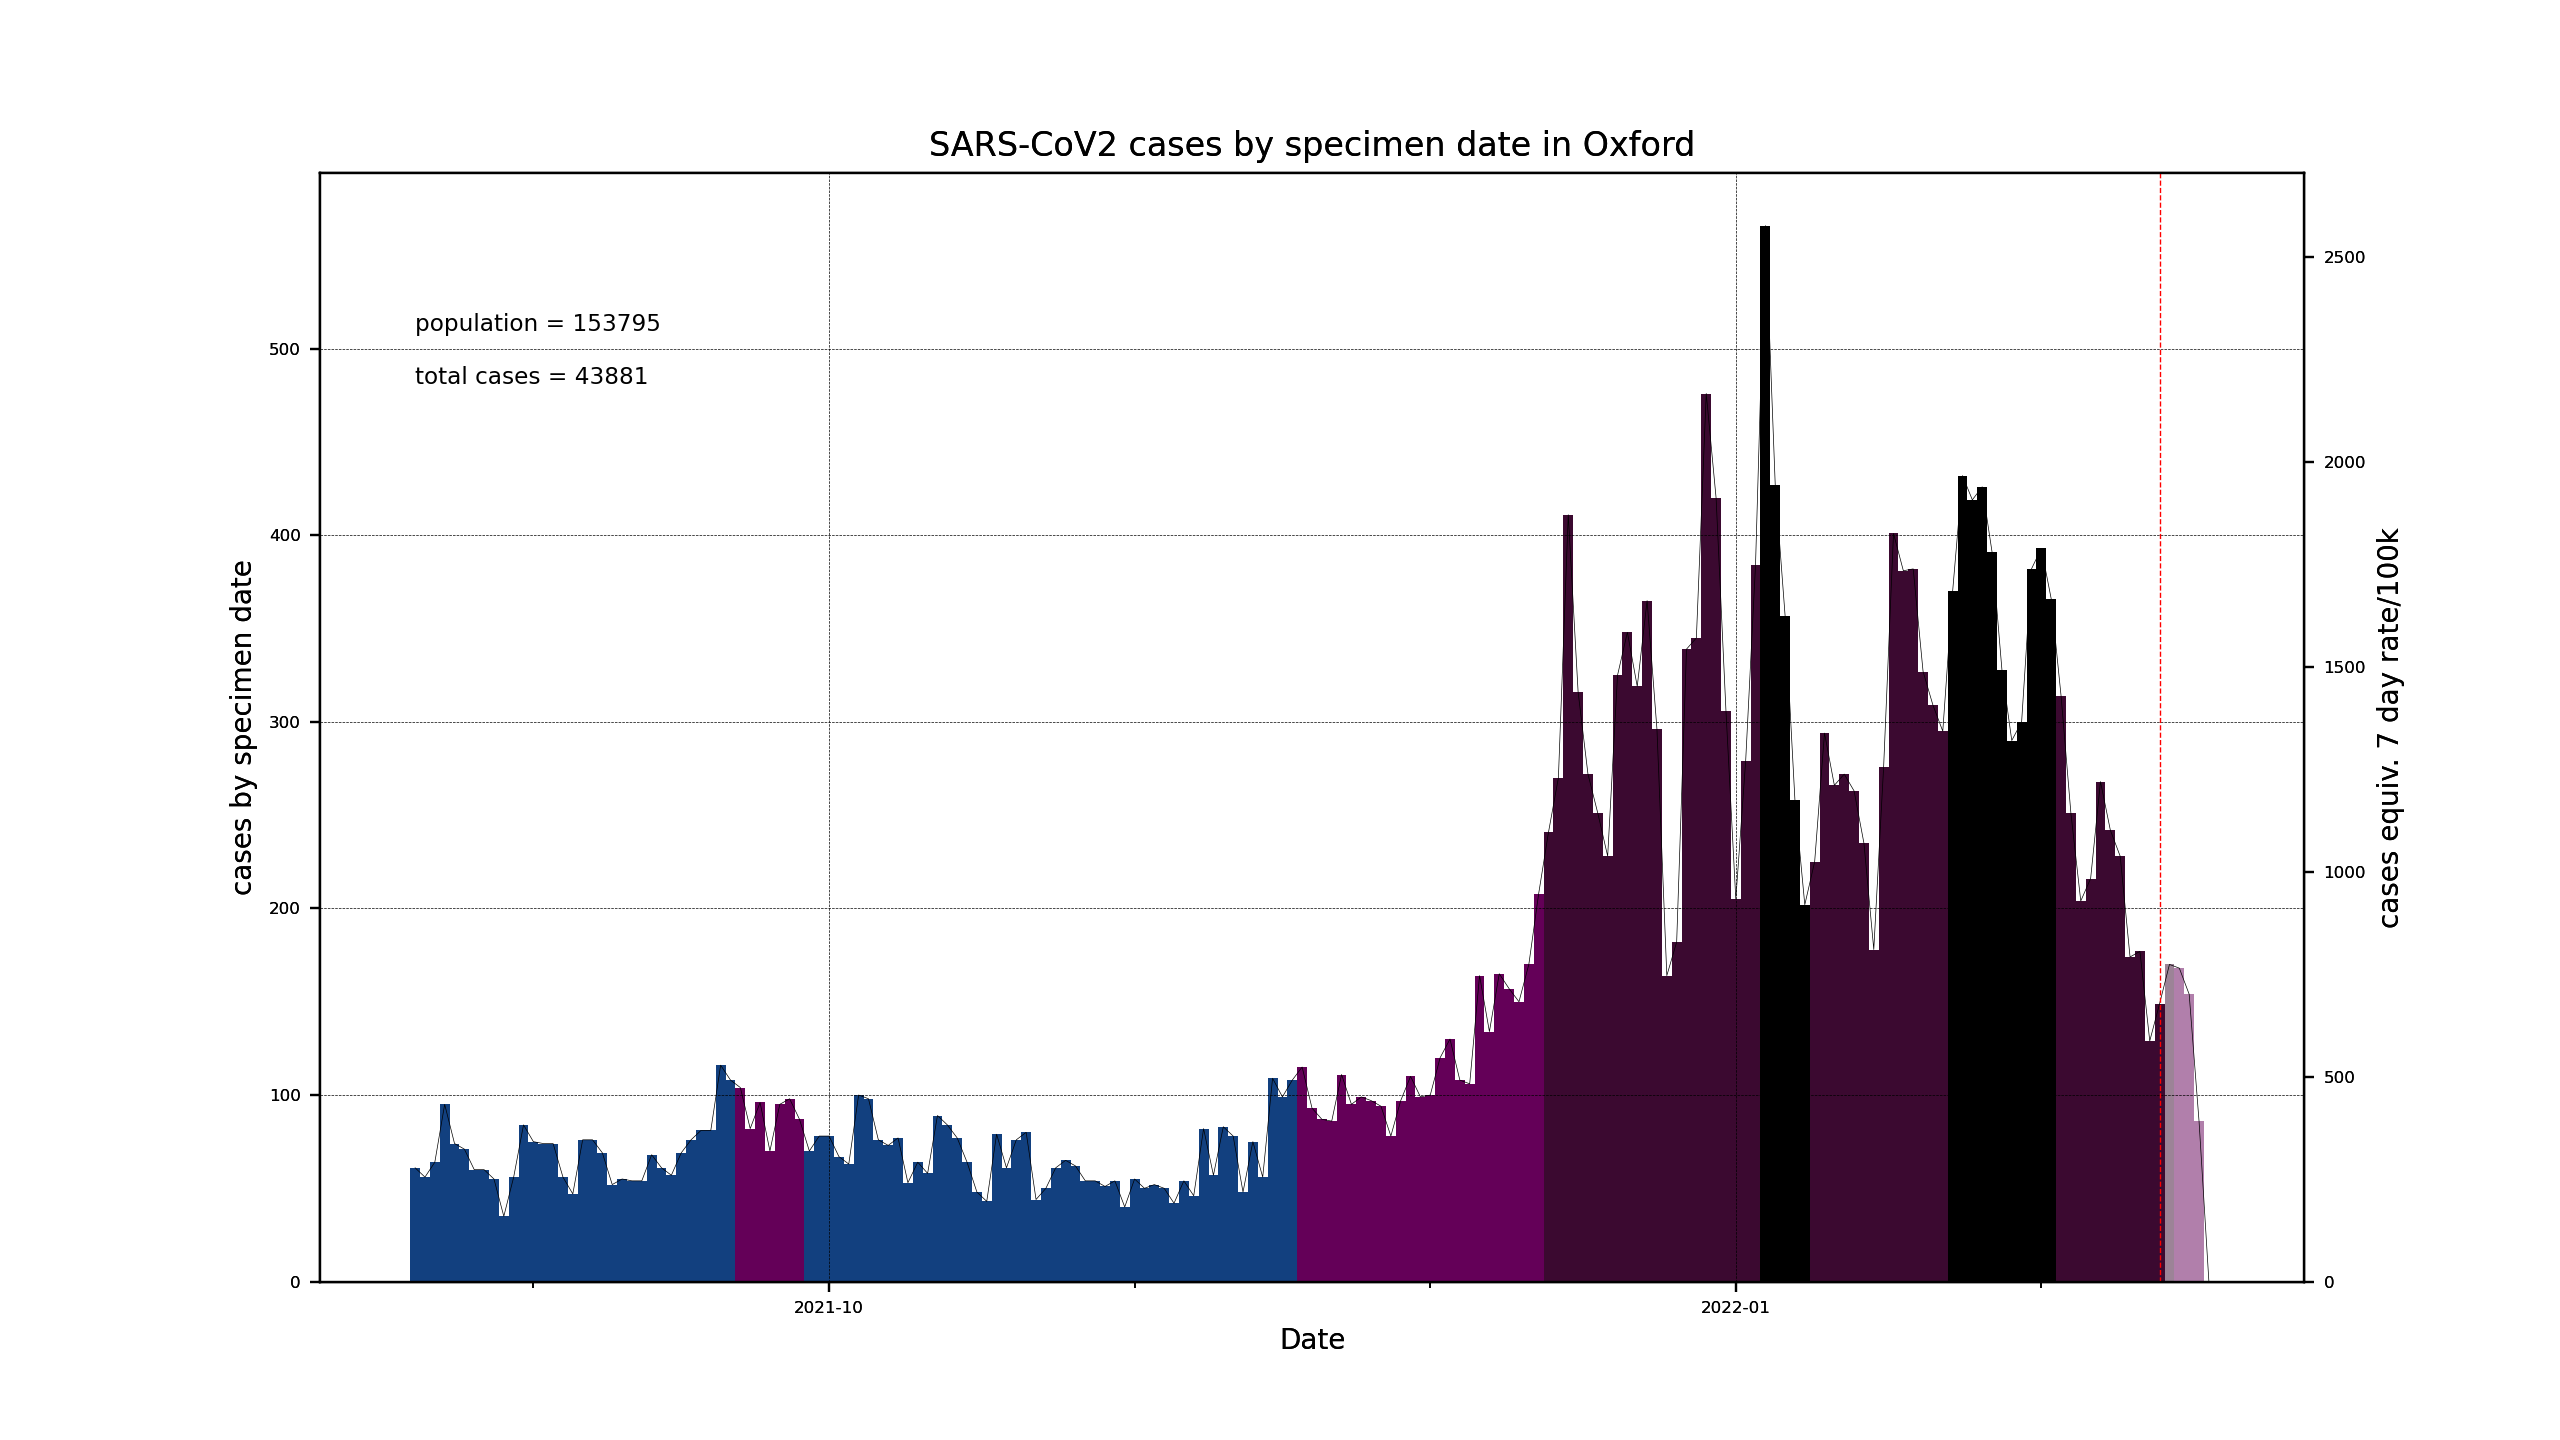 SARS-CoV2 cases by specimen date in Oxford
population = 153795
total cases = 43881
cases by specimen date
500
400
300
200
100
0
2500
2000
1500
1000
500
0
cases equiv. 7 day rate/100k
2021-10
2022-01
Date